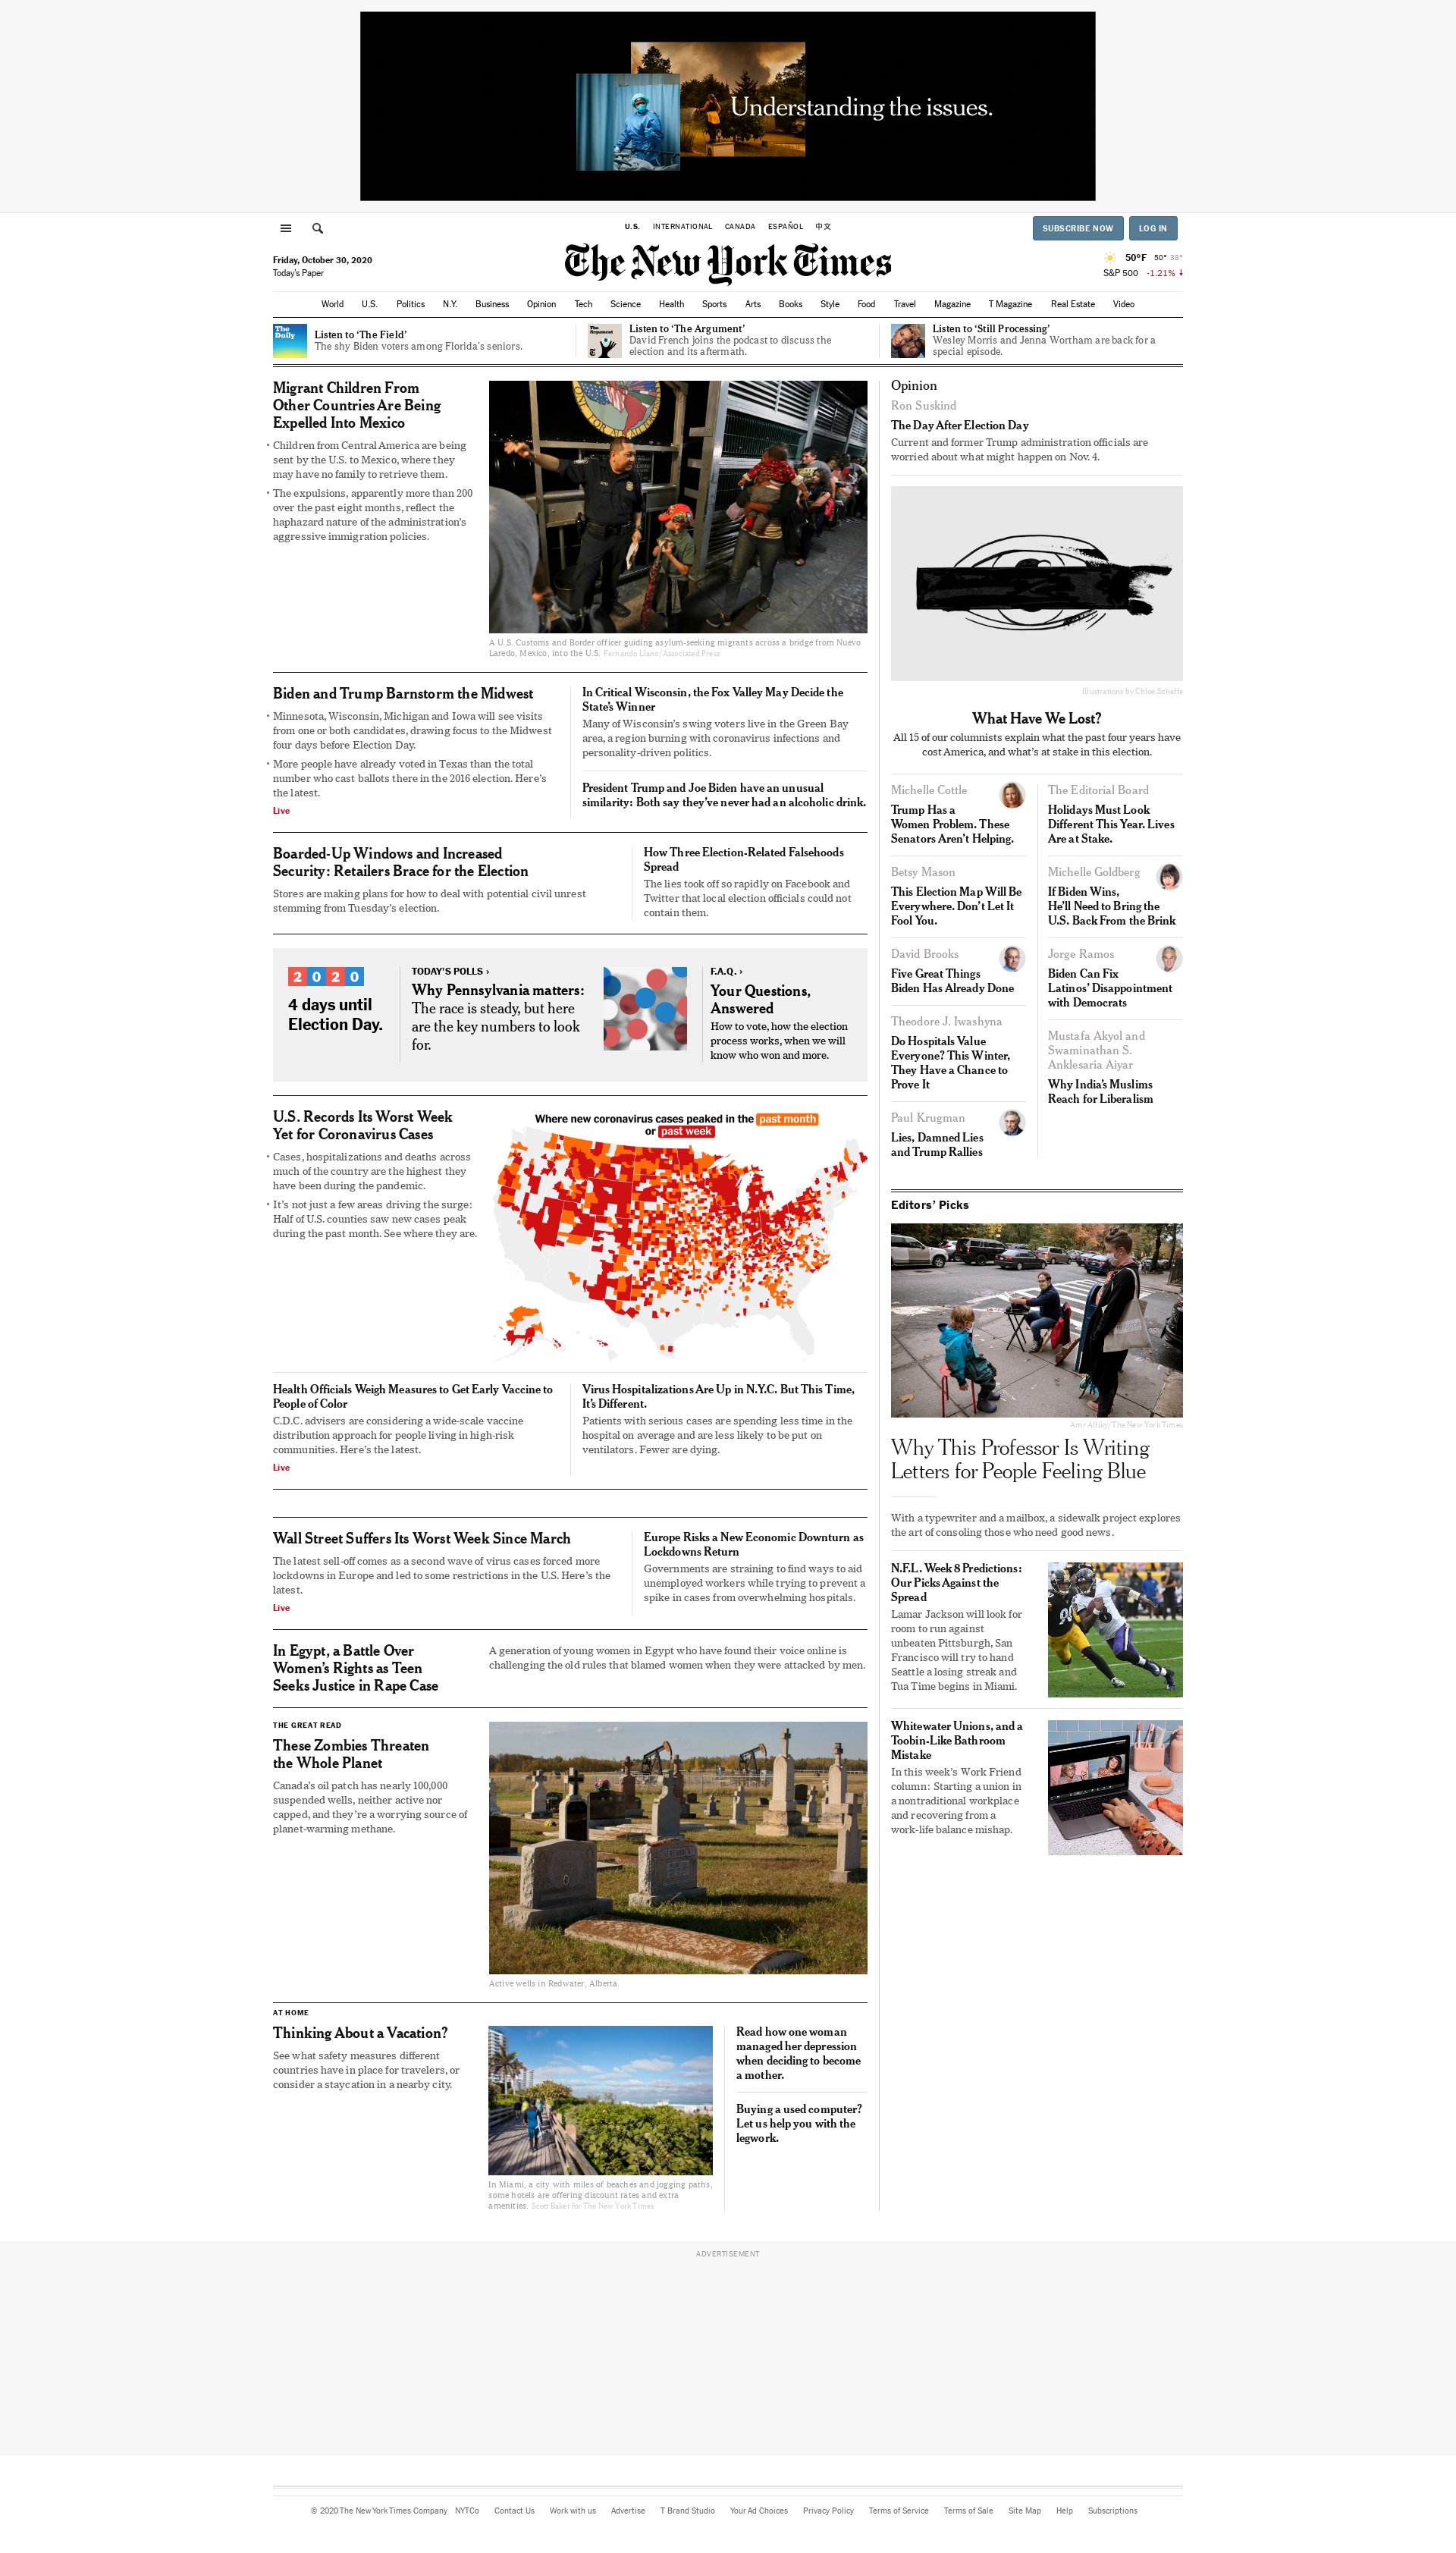 Understanding the issues.
U.S. INTERNATIONAL CANADA ESPAÑOL 中文
SUBSCRIBE NOW LOG IN
Friday, October 30, 2020
Today's Paper
The New York Times
50°F 50° 38°
S&P 500 -1.21%
World U.S. Politics N.Y. Business Opinion Tech Science Health Sports Arts Books Style Food Travel Magazine T Magazine Real Estate Video
The Daily
Listen to ‘The Field’
The shy Biden voters among Florida's seniors.
The Argument
Listen to ‘The Argument’
David French joins the podcast to discuss the
election and its aftermath.
Listen to ‘Still Processing’
Wesley Morris and Jenna Wortham are back for a
special episode.
Migrant Children From
Other Countries Are Being
Expelled Into Mexico
• Children from Central America are being
sent by the U.S. to Mexico, where they
may have no family to retrieve them.
• The expulsions, apparently more than 200
over the past eight months, reflect the
haphazard nature of the administration's
aggressive immigration policies.
A U.S. Customs and Border officer guiding asylum-seeking migrants across a bridge from Nuevo
Laredo, Mexico, into the U.S. Fernando Llano/Associated Press
Biden and Trump Barnstorm the Midwest
• Minnesota, Wisconsin, Michigan and Iowa will see visits
from one or both candidates, drawing focus to the Midwest
four days before Election Day.
• More people have already voted in Texas than the total
number who cast ballots there in the 2016 election. Here's
the latest.
Live
In Critical Wisconsin, the Fox Valley May Decide the
State's Winner
Many of Wisconsin's swing voters live in the Green Bay
area, a region burning with coronavirus infections and
personality-driven politics.
President Trump and Joe Biden have an unusual
similarity: Both say they've never had an alcoholic drink.
Boarded-Up Windows and Increased
Security: Retailers Brace for the Election
Stores are making plans for how to deal with potential civil unrest
stemming from Tuesday's election.
How Three Election-Related Falsehoods
Spread
The lies took off so rapidly on Facebook and
Twitter that local election officials could not
contain them.
2020
4 days until
Election Day.
TODAY'S POLLS ›
Why Pennsylvania matters:
The race is steady, but here
are the key numbers to look
for.
F.A.Q. ›
Your Questions,
Answered
How to vote, how the election
process works, when we will
know who won and more.
U.S. Records Its Worst Week
Yet for Coronavirus Cases
• Cases, hospitalizations and deaths across
much of the country are the highest they
have been during the pandemic.
• It's not just a few areas driving the surge:
Half of U.S. counties saw new cases peak
during the past month. See where they are.
Where new coronavirus cases peaked in the past month
or past week
Health Officials Weigh Measures to Get Early Vaccine to
People of Color
C.D.C. advisers are considering a wide-scale vaccine
distribution approach for people living in high-risk
communities. Here's the latest.
Live
Virus Hospitalizations Are Up in N.Y.C. But This Time,
It's Different.
Patients with serious cases are spending less time in the
hospital on average and are less likely to be put on
ventilators. Fewer are dying.
Wall Street Suffers Its Worst Week Since March
The latest sell-off comes as a second wave of virus cases forced more
lockdowns in Europe and led to some restrictions in the U.S. Here's the
latest.
Live
Europe Risks a New Economic Downturn as
Lockdowns Return
Governments are straining to find ways to aid
unemployed workers while trying to prevent a
spike in cases from overwhelming hospitals.
In Egypt, a Battle Over
Women's Rights as Teen
Seeks Justice in Rape Case
A generation of young women in Egypt who have found their voice online is
challenging the old rules that blamed women when they were attacked by men.
THE GREAT READ
These Zombies Threaten
the Whole Planet
Canada's oil patch has nearly 100,000
suspended wells, neither active nor
capped, and they're a worrying source of
planet-warming methane.
Active wells in Redwater, Alberta.
AT HOME
Thinking About a Vacation?
See what safety measures different
countries have in place for travelers, or
consider a staycation in a nearby city.
In Miami, a city with miles of beaches and jogging paths,
some hotels are offering discount rates and extra
amenities. Scott Baker for The New York Times
Read how one woman
managed her depression
when deciding to become
a mother.
Buying a used computer?
Let us help you with the
legwork.
Opinion
Ron Suskind
The Day After Election Day
Current and former Trump administration officials are
worried about what might happen on Nov. 4.
Illustrations by Chloe Scheffe
What Have We Lost?
All 15 of our columnists explain what the past four years have
cost America, and what's at stake in this election.
Michelle Cottle
Trump Has a
Women Problem. These
Senators Aren't Helping.
Betsy Mason
This Election Map Will Be
Everywhere. Don't Let It
Fool You.
David Brooks
Five Great Things
Biden Has Already Done
Theodore J. Iwashyna
Do Hospitals Value
Everyone? This Winter,
They Have a Chance to
Prove It
Paul Krugman
Lies, Damned Lies
and Trump Rallies
The Editorial Board
Holidays Must Look
Different This Year. Lives
Are at Stake.
Michelle Goldberg
If Biden Wins,
He'll Need to Bring the
U.S. Back From the Brink
Jorge Ramos
Biden Can Fix
Latinos' Disappointment
with Democrats
Mustafa Akyol and
Swaminathan S.
Anklesaria Aiyar
Why India's Muslims
Reach for Liberalism
Editors' Picks
Amr Alfiky/The New York Times
Why This Professor Is Writing
Letters for People Feeling Blue
With a typewriter and a mailbox, a sidewalk project explores
the art of consoling those who need good news.
N.F.L. Week 8 Predictions:
Our Picks Against the
Spread
Lamar Jackson will look for
room to run against
unbeaten Pittsburgh, San
Francisco will try to hand
Seattle a losing streak and
Tua Time begins in Miami.
Whitewater Unions, and a
Toobin-Like Bathroom
Mistake
In this week's Work Friend
column: Starting a union in
a nontraditional workplace
and recovering from a
work-life balance mishap.
ADVERTISEMENT
© 2020 The New York Times Company NYTCo Contact Us Work with us Advertise T Brand Studio Your Ad Choices Privacy Policy Terms of Service Terms of Sale Site Map Help Subscriptions